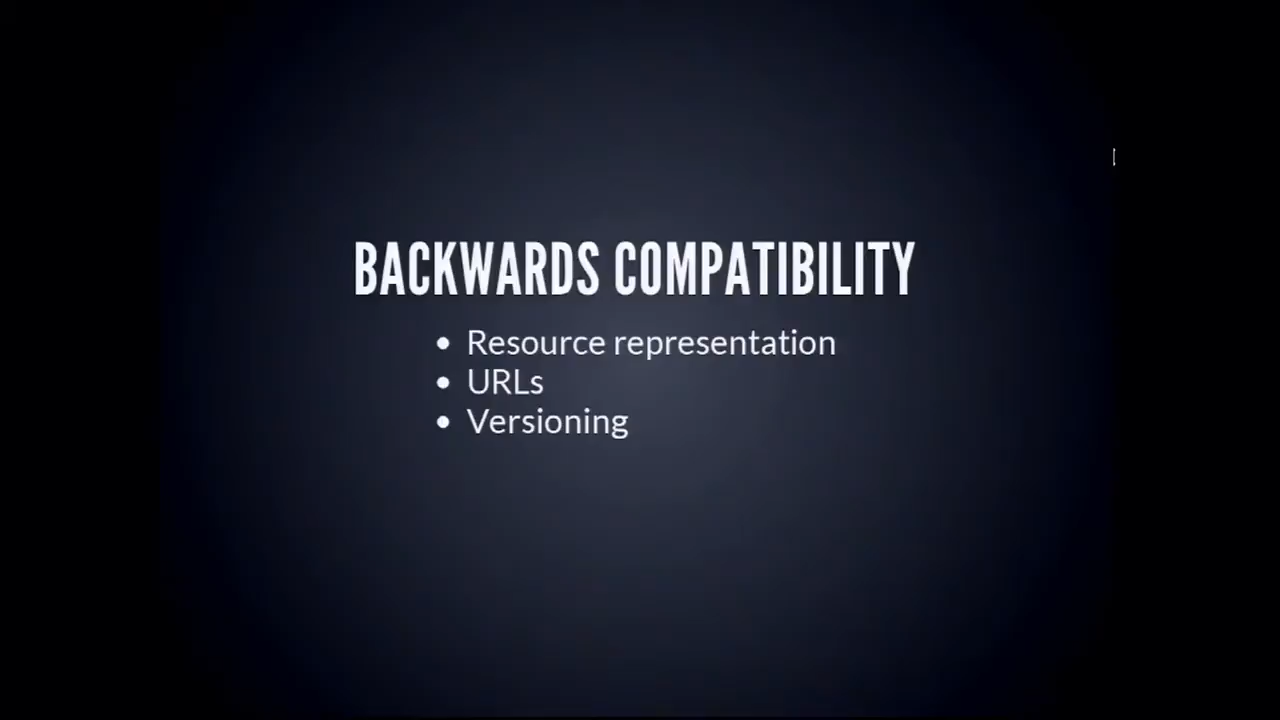 BACKWARDS COMPATIBILITY
• Resource representation
• URLs
• Versioning